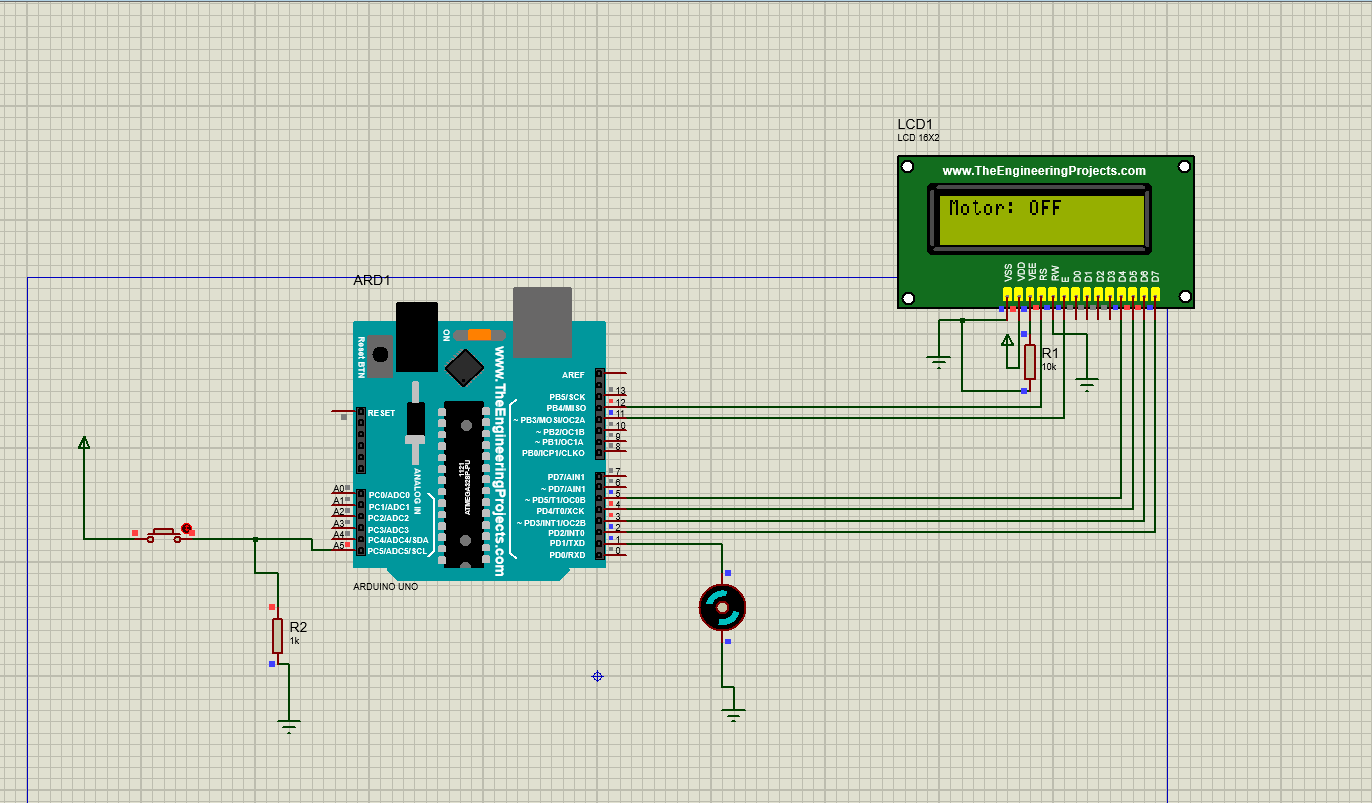 LCD1
LCD 16X2
www.TheEngineeringProjects.com
Motor: OFF
VSS
VDD
VEE
RS
RW
E
D0
D1
D2
D3
D4
D5
D6
D7
R1
10k
ARD1
Reset BTN
ON
www.TheEngineeringProjects.com
AREF
PB5/SCK
13
PB4/MISO
12
~ PB3/MOSI/OC2A
11
~ PB2/OC1B
10
~ PB1/OC1A
9
PB0/ICP1/CLKO
8
RESET
1121
ATMEGA328P-PU
ANALOG IN
PD7/AIN1
7
~ PD7/AIN1
6
~ PD5/T1/OC0B
5
PD4/T0/XCK
4
~ PD3/INT1/OC2B
3
PD2/INT0
2
PD1/TXD
1
PD0/RXD
0
A0
PC0/ADC0
A1
PC1/ADC1
A2
PC2/ADC2
A3
PC3/ADC3
A4
PC4/ADC4/SDA
A5
PC5/ADC5/SCL
ARDUINO UNO
R2
1k